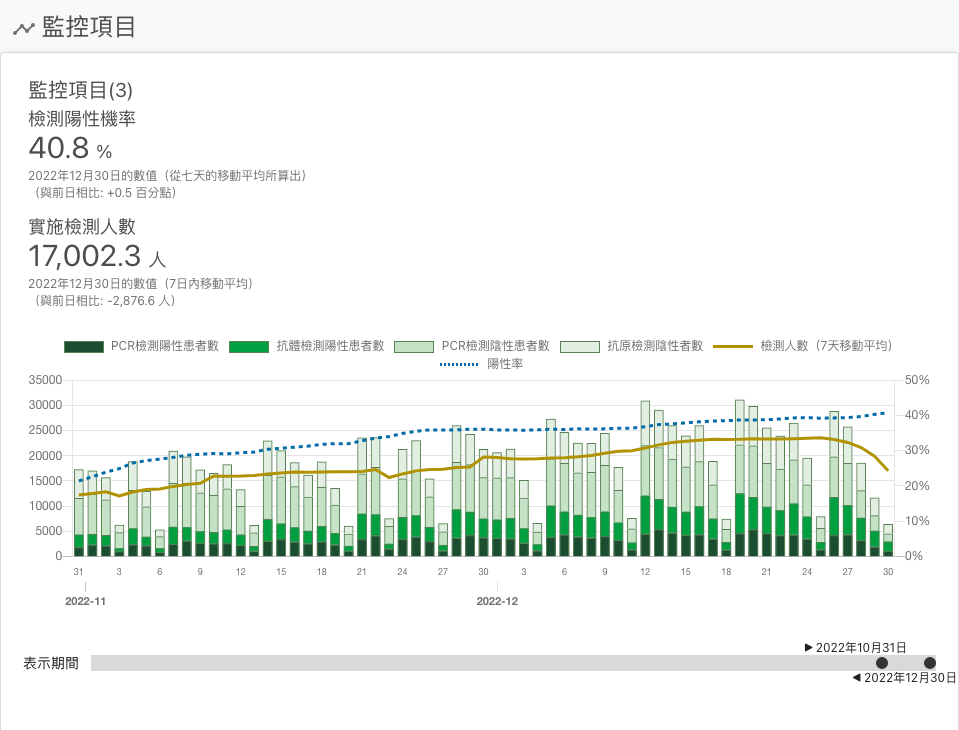 監控項目
監控項目(3)
檢測陽性機率
40.8 %
2022年12月30日的數值（從七天的移動平均所算出）
（與前日相比: +0.5 百分點）
實施檢測人數
17,002.3 人
2022年12月30日的數值（7日內移動平均）
（與前日相比: -2,876.6 人）
PCR檢測陽性患者數 抗體檢測陽性患者數 PCR檢測陰性患者數 抗原檢測陰性者數 檢測人數（7天移動平均）
陽性率
35000 50%
30000 40%
25000 30%
20000 20%
15000 10%
10000 0%
5000
0
31 3 6 9 12 15 18 21 24 27 30 3 6 9 12 15 18 21 24 27 30
2022-11 2022-12
▶ 2022年10月31日
表示期間
◀ 2022年12月30日